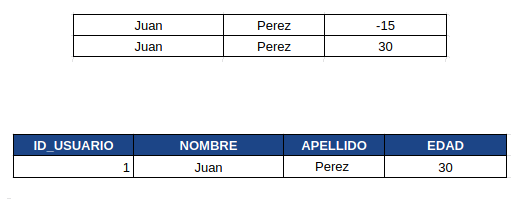 Juan Perez -15
Juan Perez 30
ID_USUARIO NOMBRE APELLIDO EDAD
1 Juan Perez 30